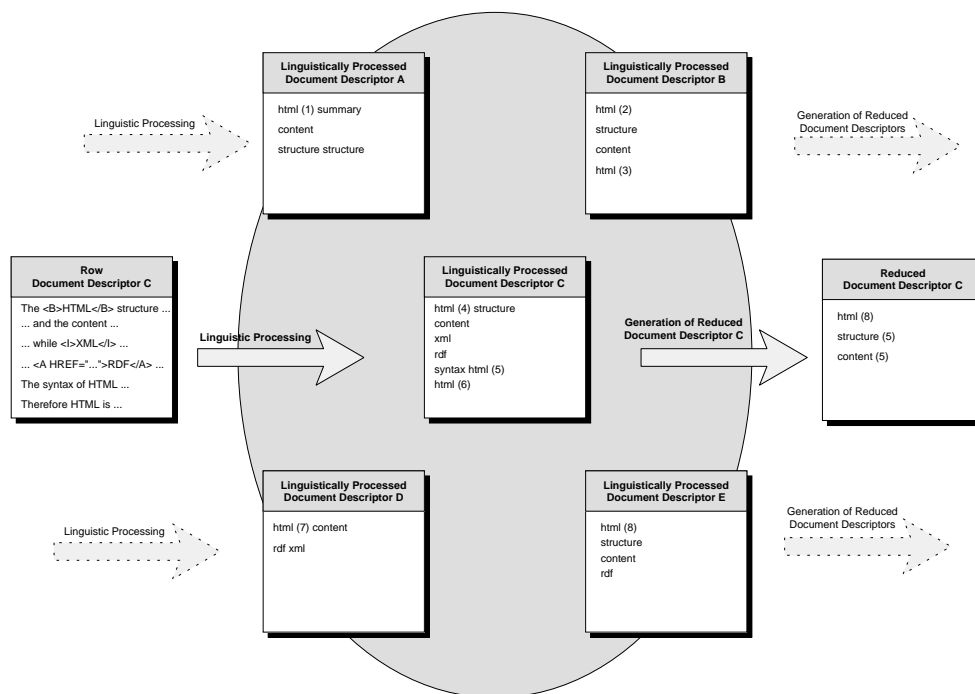 Linguistically Processed
Document Descriptor A
html (1) summary
content
structure structure
Linguistically Processed
Document Descriptor B
html (2)
structure
content
html (3)
Linguistic Processing
Generation of Reduced
Document Descriptors
Row
Document Descriptor C
The <B>HTML</B> structure ...
... and the content ...
... while <I>XML</I> ...
... <A HREF="...">RDF</A> ...
The syntax of HTML ...
Therefore HTML is ...
Linguistic Processing
Linguistically Processed
Document Descriptor C
html (4) structure
content
xml
rdf
syntax html (5)
html (6)
Generation of Reduced
Document Descriptor C
Reduced
Document Descriptor C
html (8)
structure (5)
content (5)
Linguistic Processing
Linguistically Processed
Document Descriptor D
html (7) content
rdf xml
Linguistically Processed
Document Descriptor E
html (8)
structure
content
rdf
Generation of Reduced
Document Descriptors